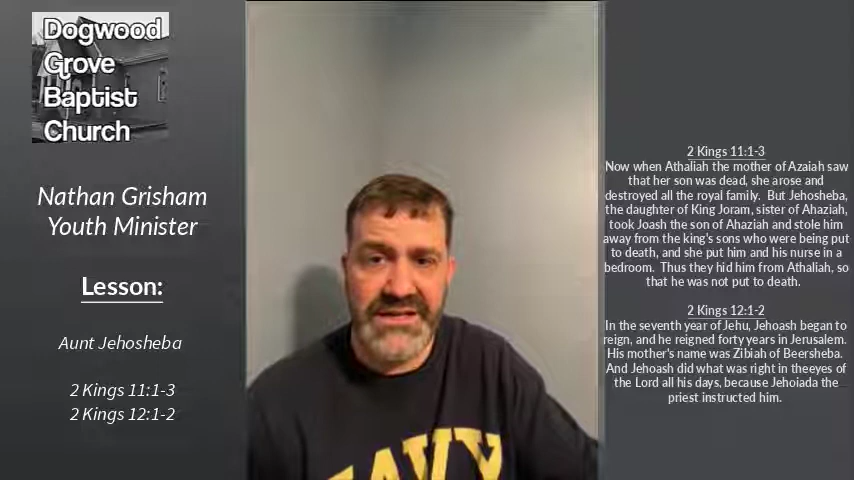 Dogwood
Grove
Baptist
Church
Nathan Grisham
Youth Minister
Lesson:
Aunt Jehosheba
2 Kings 11:1-3
2 Kings 12:1-2
NAVY
2 Kings 11:1-3
Now when Athaliah the mother of Azaiah saw
that her son was dead, she arose and
destroyed all the royal family.  But Jehosheba,
the daughter of King Joram, sister of Ahaziah,
took Joash the son of Ahaziah and stole him
away from the king's sons who were being put
to death, and she put him and his nurse in a
bedroom.  Thus they hid him from Athaliah, so
that he was not put to death.
2 Kings 12:1-2
In the seventh year of Jehu, Jehoash began to
reign, and he reigned forty years in Jerusalem.
His mother's name was Zibiah of Beersheba.
And Jehoash did what was right in theeyes of
the Lord all his days, because Jehoiada the
priest instructed him.